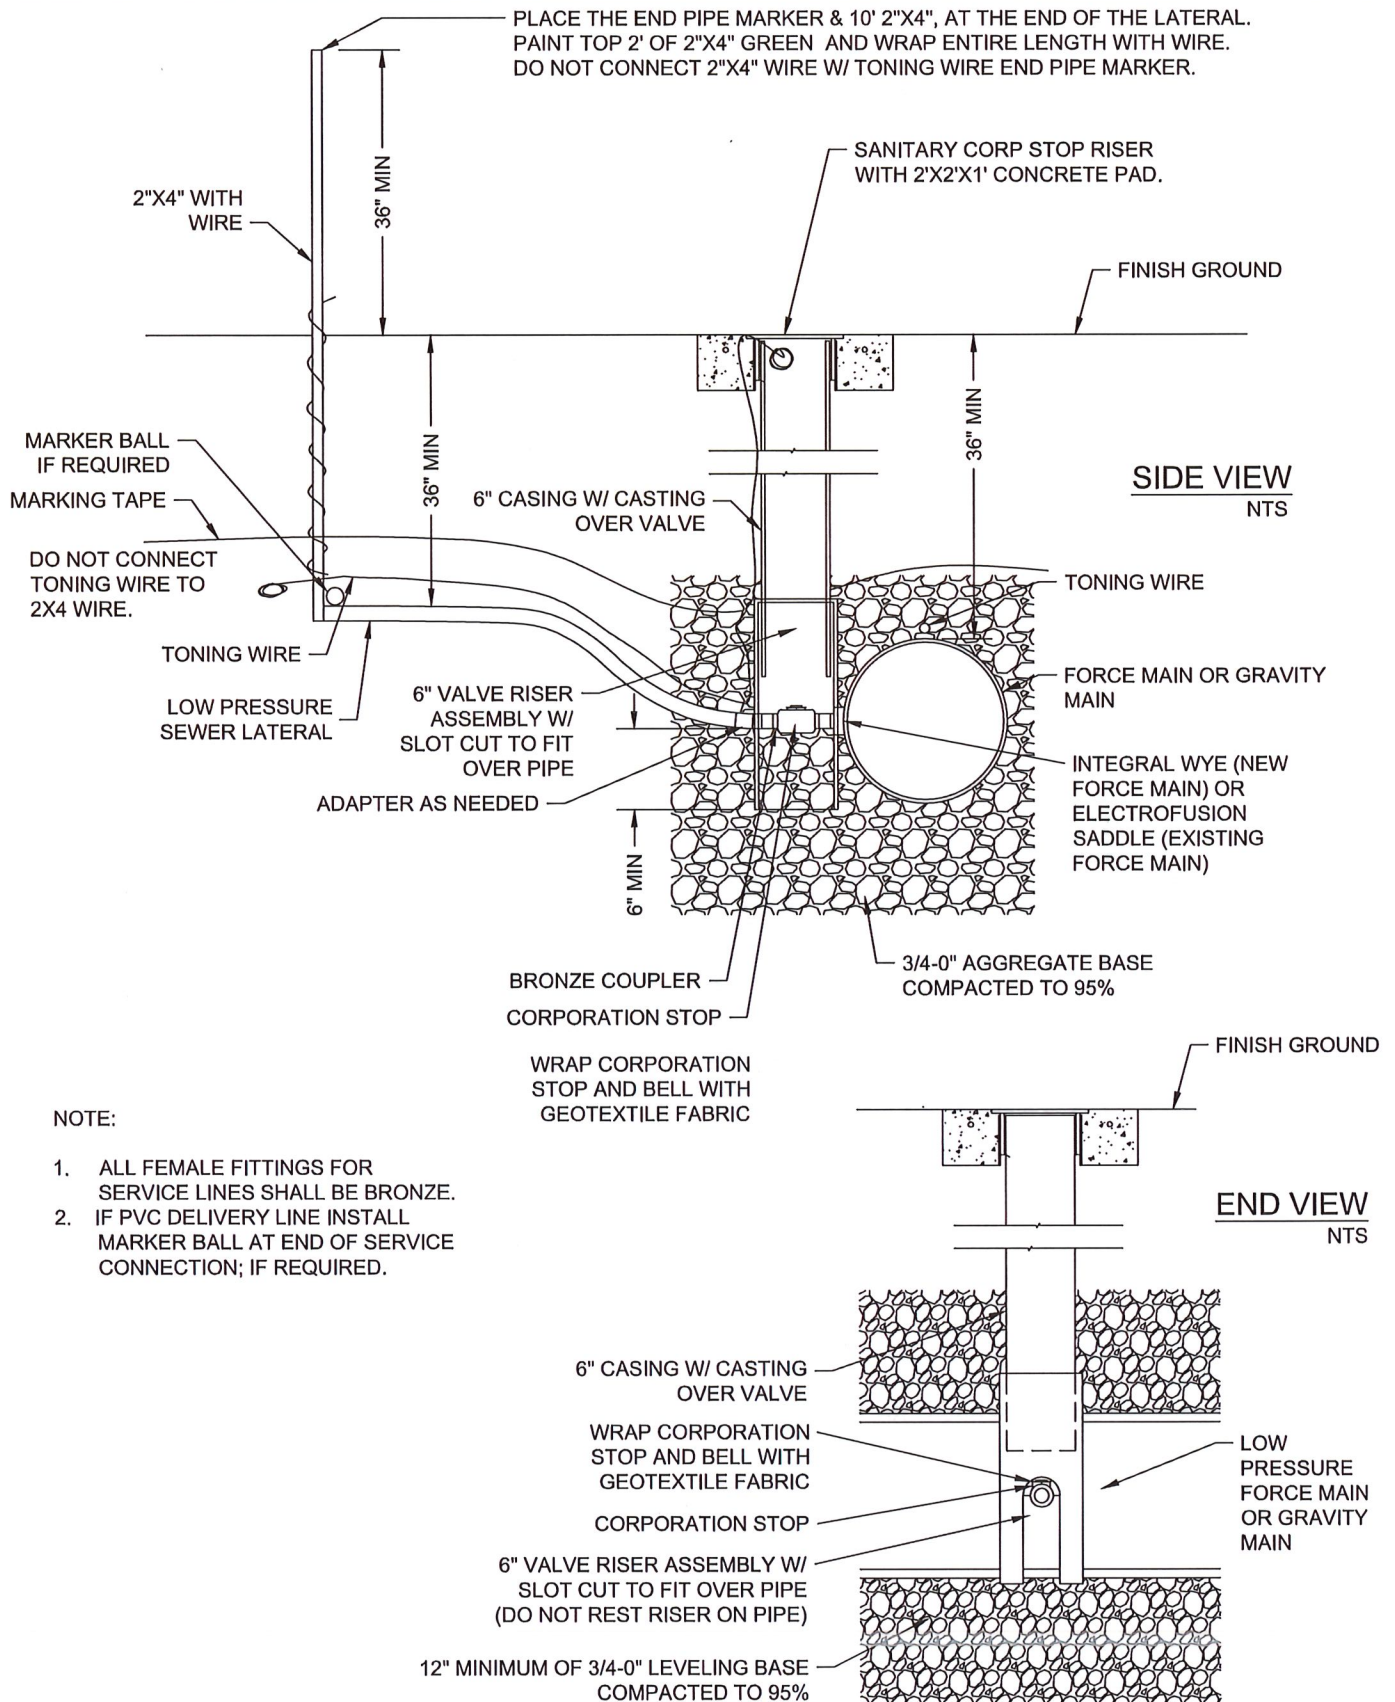 PLACE THE END PIPE MARKER & 10' 2"X4", AT THE END OF THE LATERAL.
PAINT TOP 2' OF 2"X4" GREEN AND WRAP ENTIRE LENGTH WITH WIRE.
DO NOT CONNECT 2"X4" WIRE W/ TONING WIRE END PIPE MARKER.
SANITARY CORP STOP RISER
WITH 2'X2'X1' CONCRETE PAD.
2"X4" WITH
WIRE
36" MIN
FINISH GROUND
MARKER BALL
IF REQUIRED
MARKING TAPE
DO NOT CONNECT
TONING WIRE TO
2X4 WIRE.
36" MIN
6" CASING W/ CASTING
OVER VALVE
36" MIN
SIDE VIEW
NTS
TONING WIRE
TONING WIRE
LOW PRESSURE
SEWER LATERAL
6" VALVE RISER
ASSEMBLY W/
SLOT CUT TO FIT
OVER PIPE
ADAPTER AS NEEDED
FORCE MAIN OR GRAVITY
MAIN
INTEGRAL WYE (NEW
FORCE MAIN) OR
ELECTROFUSION
SADDLE (EXISTING
FORCE MAIN)
6" MIN
BRONZE COUPLER
CORPORATION STOP
WRAP CORPORATION
STOP AND BELL WITH
GEOTEXTILE FABRIC
3/4-0" AGGREGATE BASE
COMPACTED TO 95%
FINISH GROUND
NOTE:
1. ALL FEMALE FITTINGS FOR
SERVICE LINES SHALL BE BRONZE.
2. IF PVC DELIVERY LINE INSTALL
MARKER BALL AT END OF SERVICE
CONNECTION; IF REQUIRED.
END VIEW
NTS
6" CASING W/ CASTING
OVER VALVE
WRAP CORPORATION
STOP AND BELL WITH
GEOTEXTILE FABRIC
CORPORATION STOP
6" VALVE RISER ASSEMBLY W/
SLOT CUT TO FIT OVER PIPE
(DO NOT REST RISER ON PIPE)
12" MINIMUM OF 3/4-0" LEVELING BASE
COMPACTED TO 95%
LOW
PRESSURE
FORCE MAIN
OR GRAVITY
MAIN